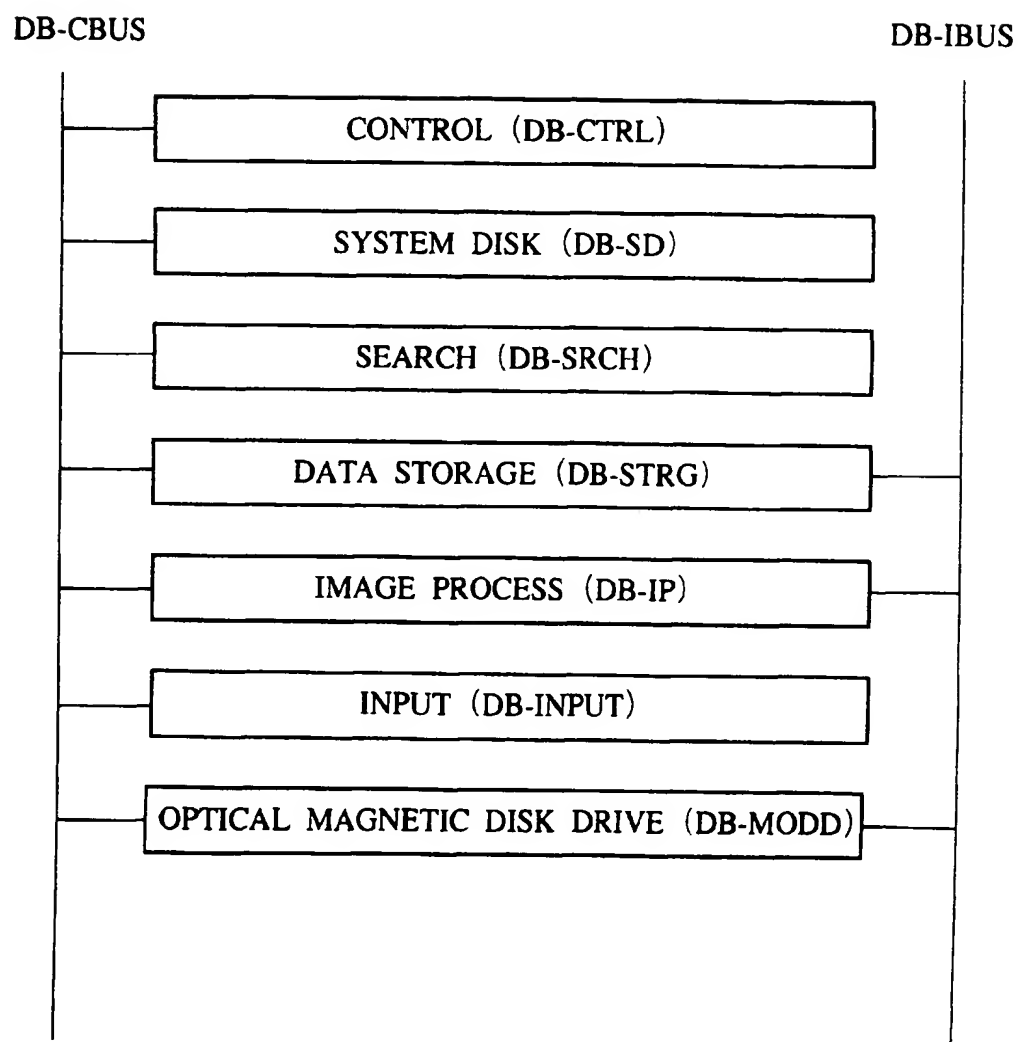 DB-CBUS
DB-IBUS
CONTROL (DB-CTRL)
SYSTEM DISK (DB-SD)
SEARCH (DB-SRCH)
DATA STORAGE (DB-STRG)
IMAGE PROCESS (DB-IP)
INPUT (DB-INPUT)
OPTICAL MAGNETIC DISK DRIVE (DB-MODD)